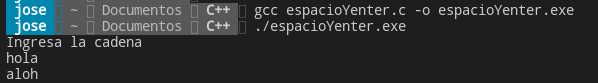 jose ~ Documentos C++ gcc espacioYenter.c -o espacioYenter.exe
jose ~ Documentos C++ ./espacioYenter.exe
Ingresa la cadena
hola
aloh